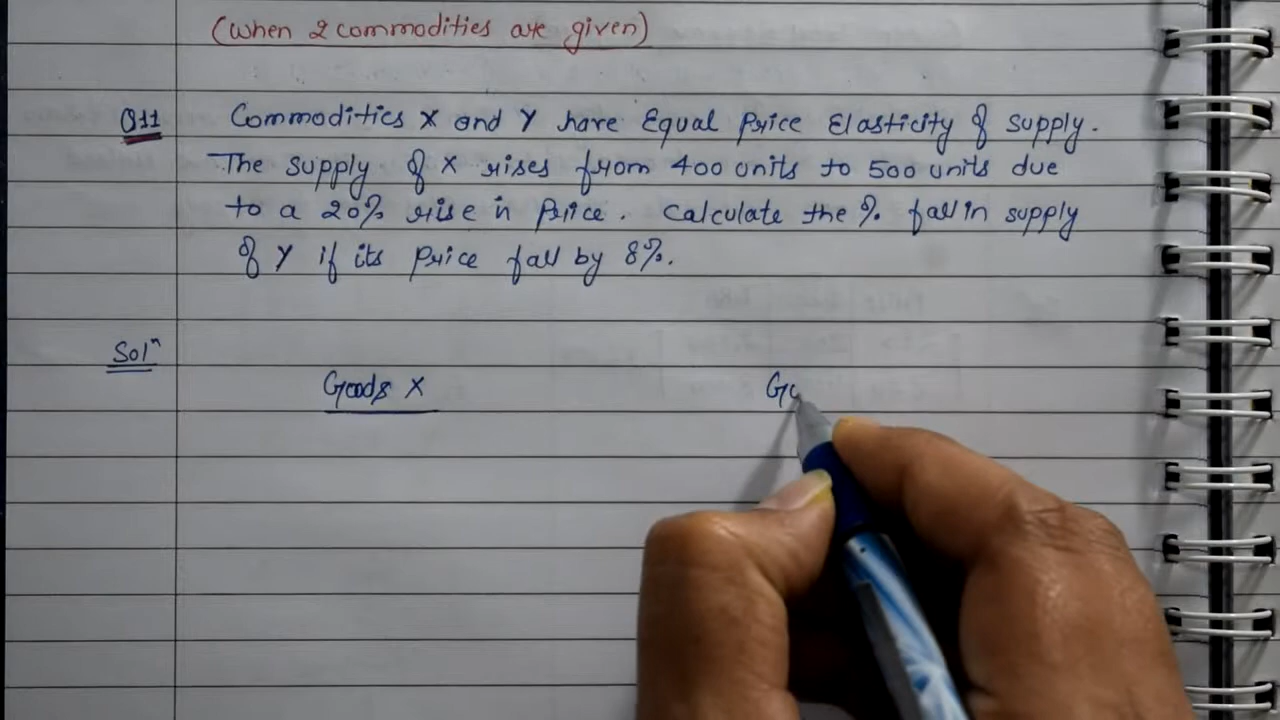 (when 2 commodities are given)
Q11 Commodities X and Y have Equal Price Elasticity of supply.
The supply of X rises from 400 units to 500 units due
to a 20% rise in Price. Calculate the % fall in supply
of Y if its Price fall by 8%.
Solⁿ
Goods X Go